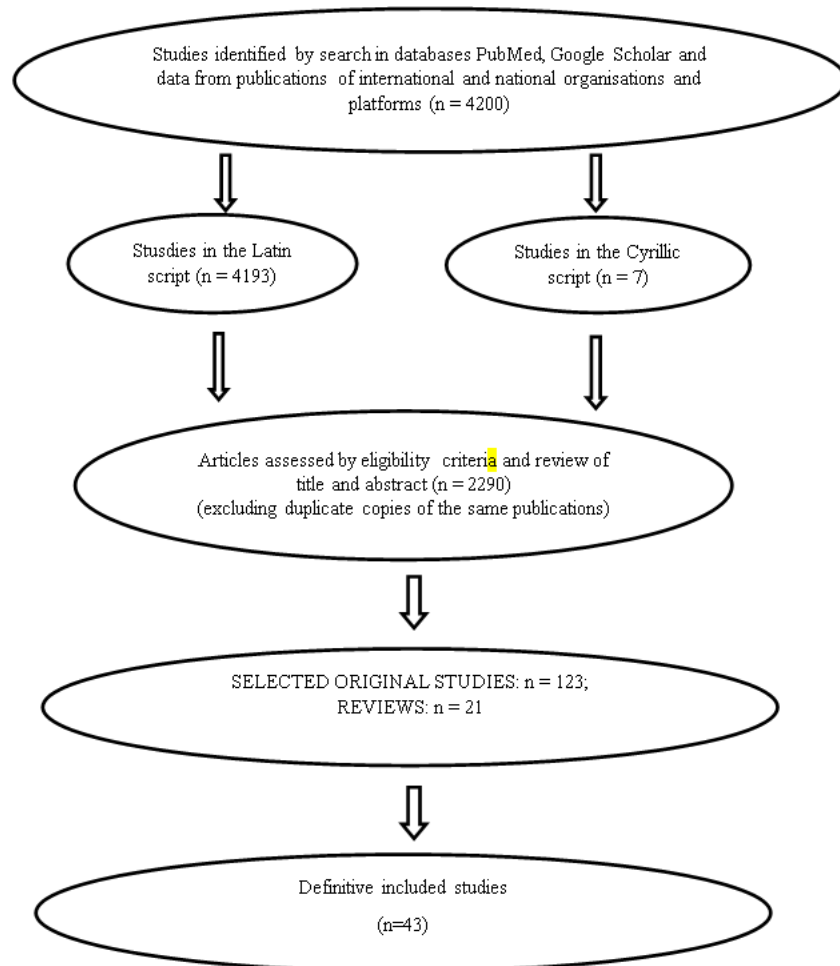 Studies identified by search in databases PubMed, Google Scholar and
data from publications of international and national organisations and
platforms (n = 4200)
Stusdies in the Latin
script (n = 4193)
Studies in the Cyrillic
script (n = 7)
Articles assessed by eligibility criteria and review of
title and abstract (n = 2290)
(excluding duplicate copies of the same publications)
SELECTED ORIGINAL STUDIES: n = 123;
REVIEWS: n = 21
Definitive included studies
(n=43)